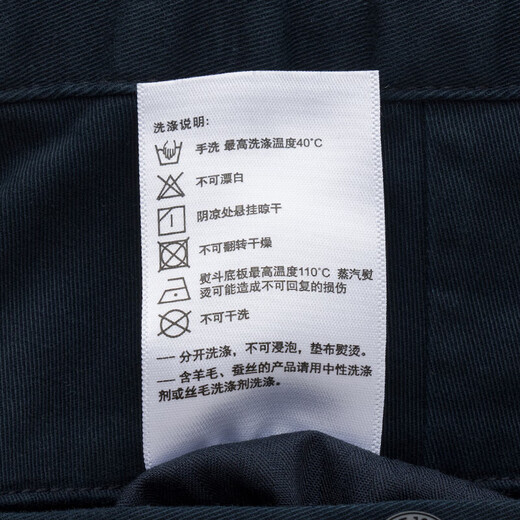 洗涤说明:
手洗 最高洗涤温度40°C
不可漂白
阴凉处悬挂晾干
不可翻转干燥
熨斗底板最高温度110°C 蒸汽熨
烫可能造成不可回复的损伤
不可干洗
— 分开洗涤，不可浸泡，垫布熨烫。
— 含羊毛、蚕丝的产品请用中性洗涤
剂或丝毛洗涤剂洗涤。